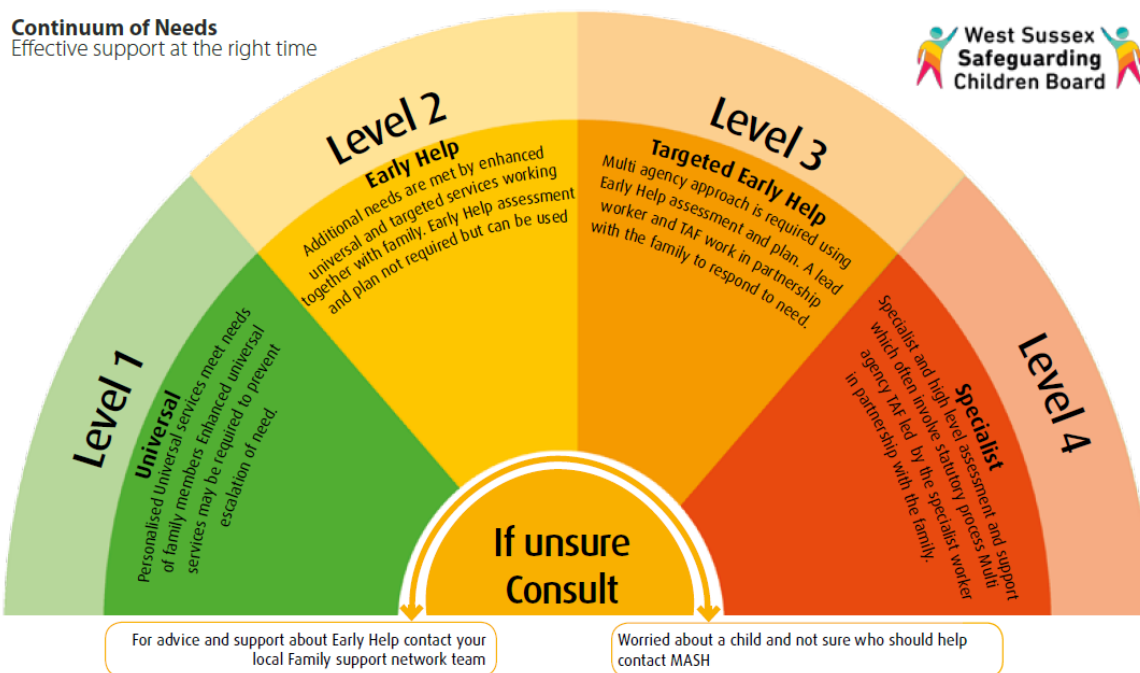 Continuum of Needs
Effective support at the right time
West Sussex
Safeguarding
Children Board
Level 1
Universal
Personalised Universal services meet needs
of family members Enhanced universal
services may be required to prevent
escalation of need.
Level 2
Early Help
Additional needs are met by enhanced
universal and targeted services working
together with family. Early Help assessment
and plan not required but can be used
Level 3
Targeted Early Help
Multi agency approach is required using
Early Help assessment and plan. A lead
worker and TAF work in partnership
with the family to respond to need.
Level 4
Specialist
Specialist and high level assessment and support
which often involve statutory process Multi
agency TAF led by the specialist worker
in partnership with the family.
If unsure
Consult
For advice and support about Early Help contact your
local Family support network team
Worried about a child and not sure who should help
contact MASH